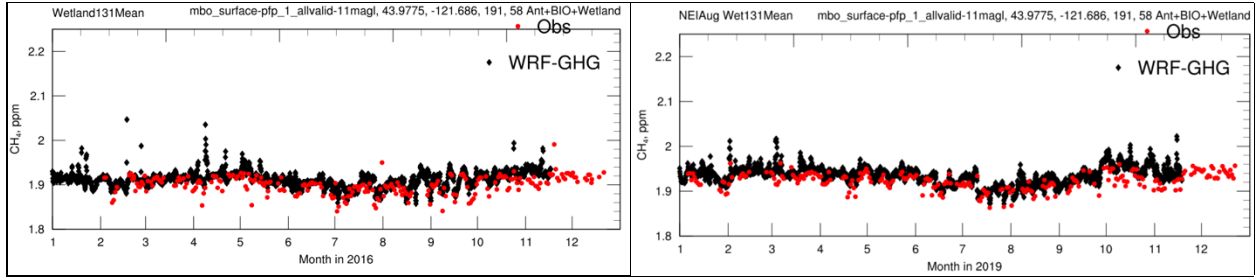 Wetland131Mean mbo_surface-pfp_1_allvalid-11magl, 43.9775, -121.686, 191, 58 Ant+BIO+Wetland
Obs
WRF-GHG
2.2
2.1
2
1.9
1.8
CH₄, ppm
1 2 3 4 5 6 7 8 9 10 11 12
Month in 2016
NEIAug Wet131Mean mbo_surface-pfp_1_allvalid-11magl, 43.9775, -121.686, 191, 58 Ant+BIO+Wetland
Obs
WRF-GHG
2.2
2.1
2
1.9
1.8
CH₄, ppm
1 2 3 4 5 6 7 8 9 10 11 12
Month in 2019